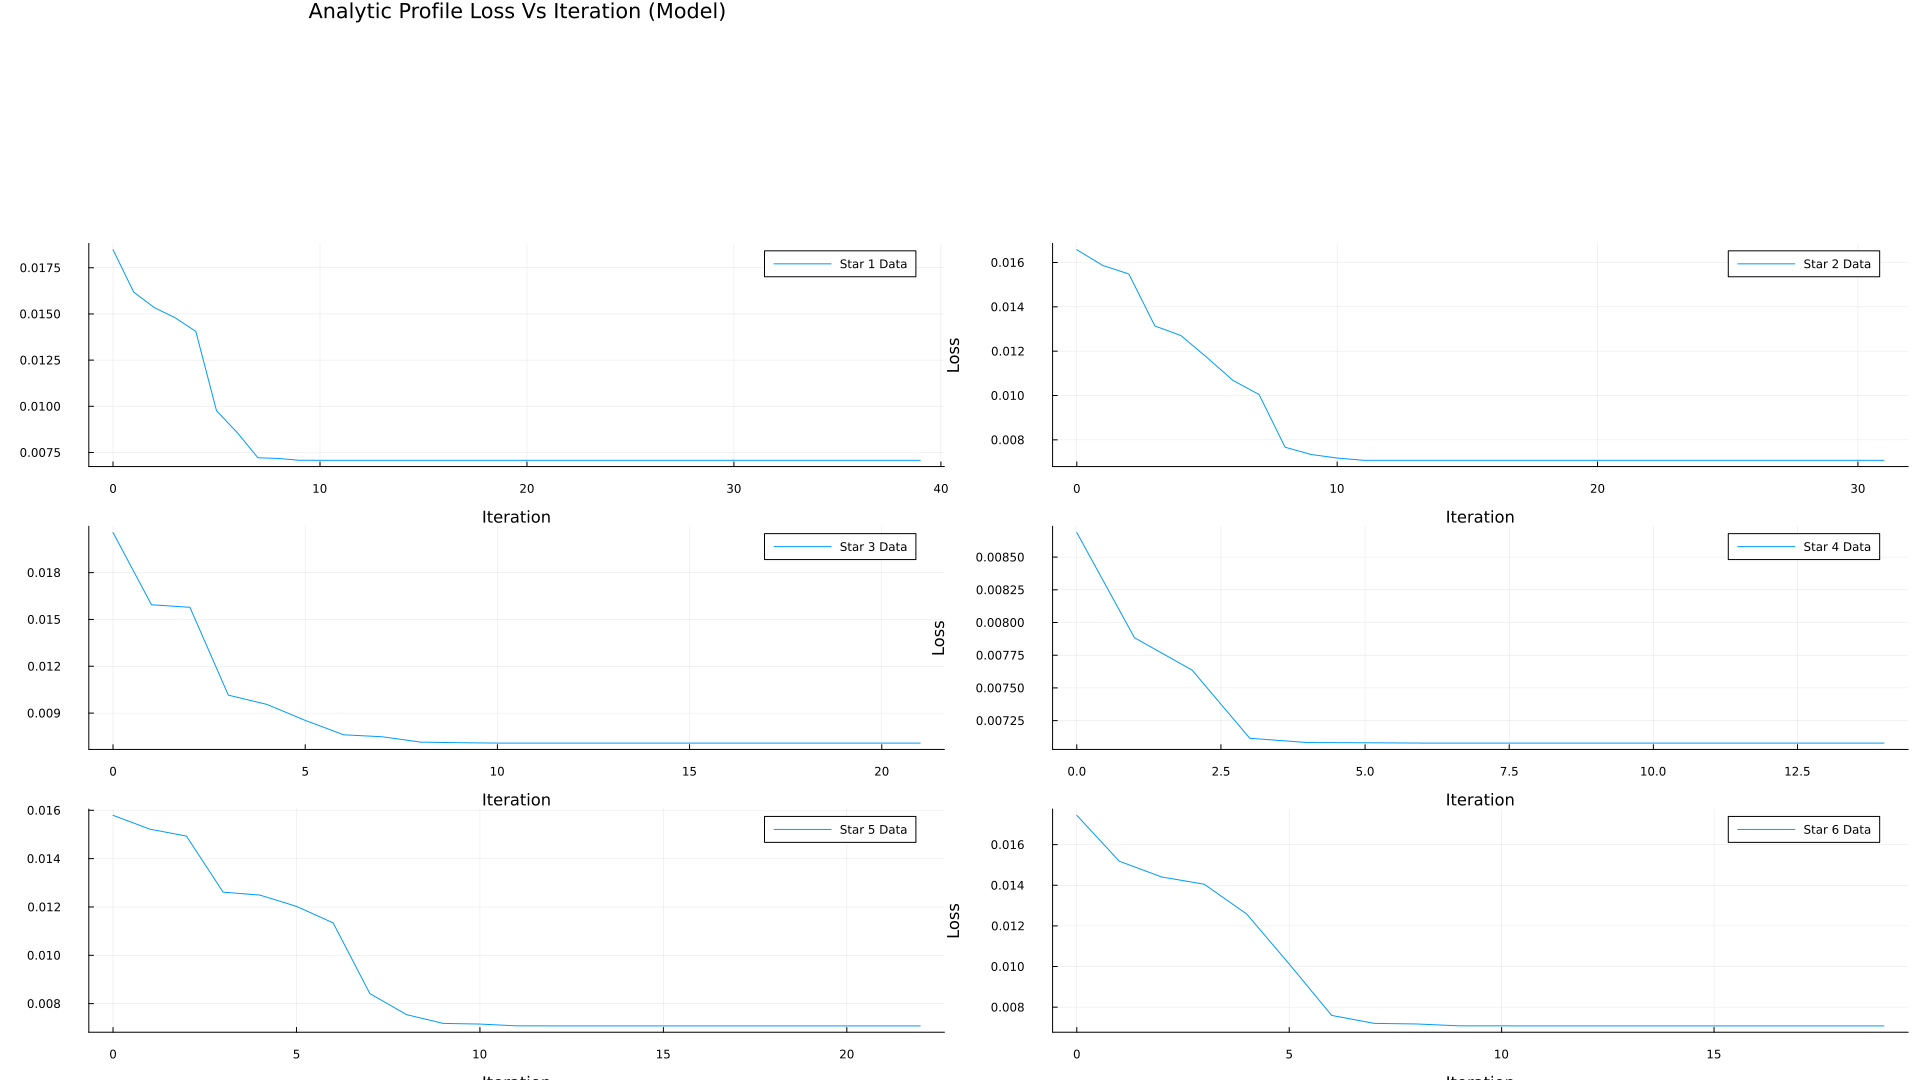 Analytic Profile Loss Vs Iteration (Model)
0.0175
0.0150
0.0125
0.0100
0.0075
0 10 20 30 40
Iteration
Star 1 Data
Loss
0.016
0.014
0.012
0.010
0.008
0 10 20 30
Iteration
Star 2 Data
0.018
0.015
0.012
0.009
0 5 10 15 20
Iteration
Star 3 Data
Loss
0.00850
0.00825
0.00800
0.00775
0.00750
0.00725
0.0 2.5 5.0 7.5 10.0 12.5
Iteration
Star 4 Data
0.016
0.014
0.012
0.010
0.008
0 5 10 15 20
Iteration
Star 5 Data
Loss
0.016
0.014
0.012
0.010
0.008
0 5 10 15
Iteration
Star 6 Data